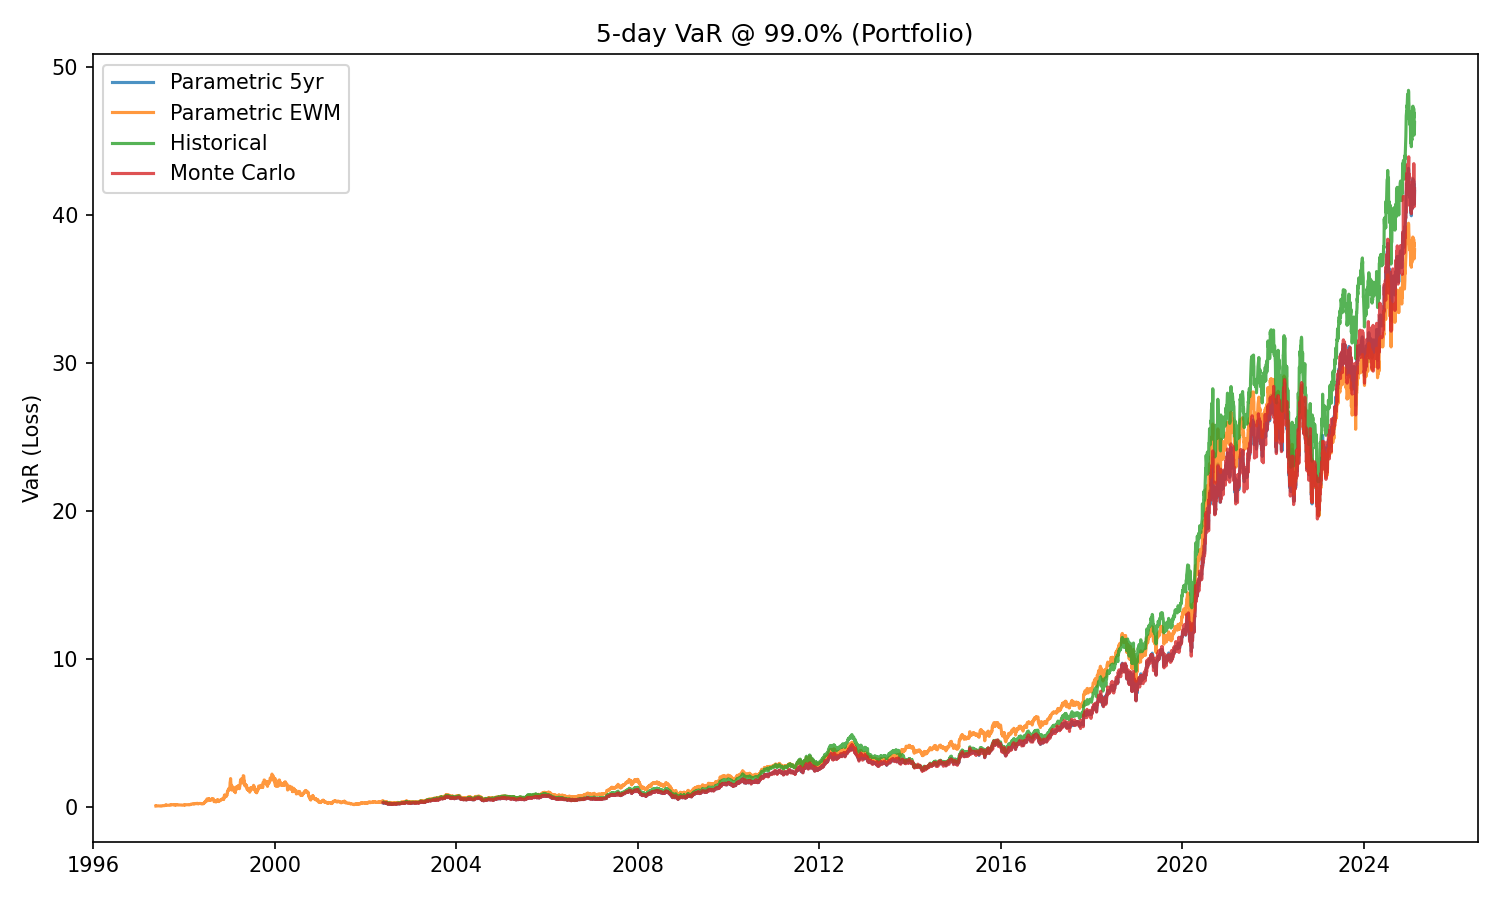 5-day VaR @ 99.0% (Portfolio)
50
40
30
20
10
0
VaR (Loss)
Parametric 5yr
Parametric EWM
Historical
Monte Carlo
1996 2000 2004 2008 2012 2016 2020 2024